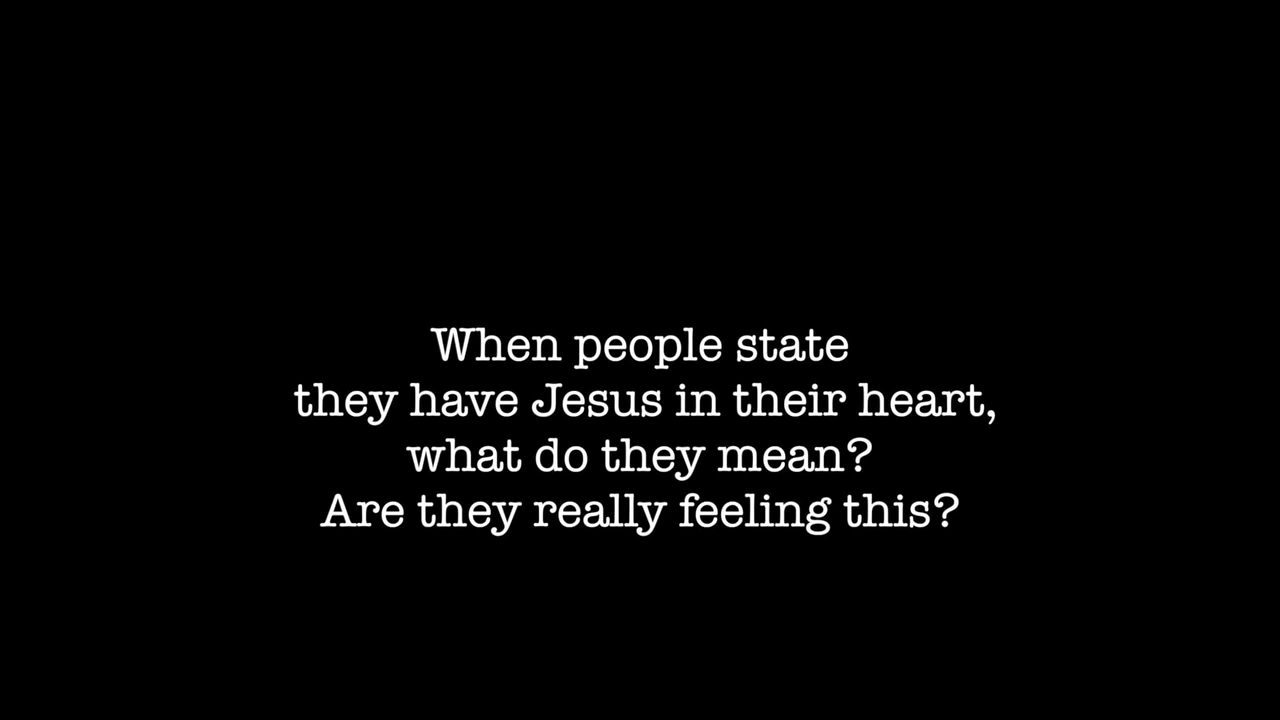 When people state
they have Jesus in their heart,
what do they mean?
Are they really feeling this?